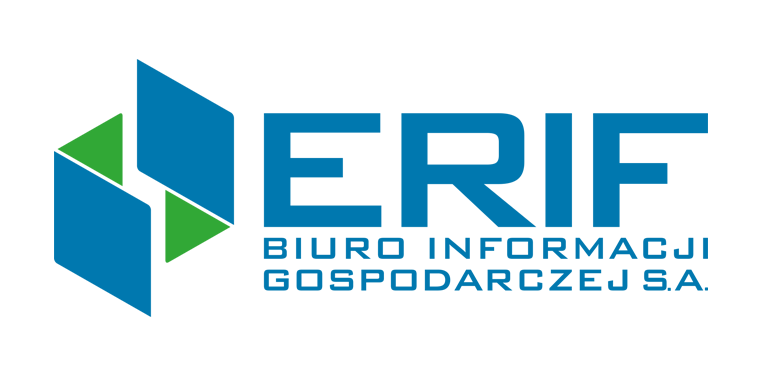 ERIF
BIURO INFORMACJI
GOSPODARCZEJ S.A.